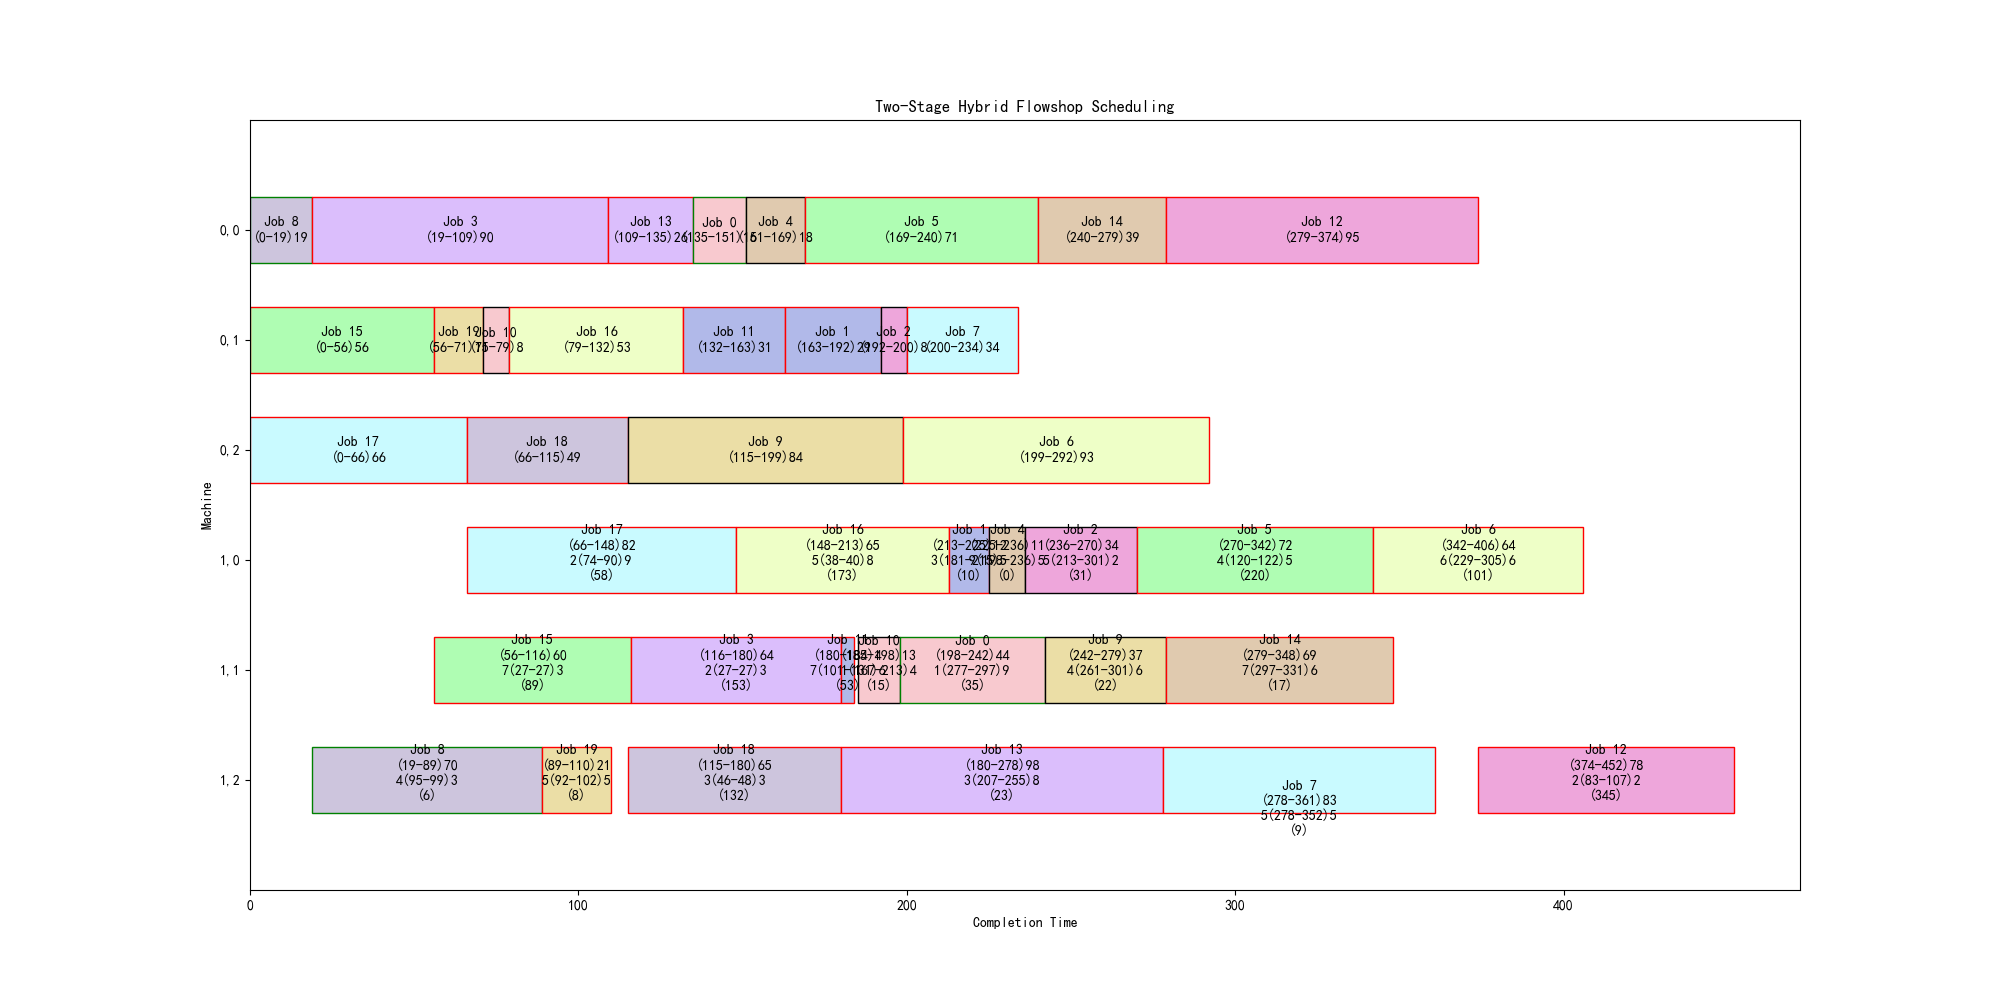 Two-Stage Hybrid Flowshop Scheduling
Machine
0,0
Job 8
(0-19)19
Job 3
(19-109)90
Job 13
(109-135)26
Job 0
(135-151)16
Job 4
(151-169)18
Job 5
(169-240)71
Job 14
(240-279)39
Job 12
(279-374)95
0,1
Job 15
(0-56)56
Job 19
(56-71)15
Job 10
(71-79)8
Job 16
(79-132)53
Job 11
(132-163)31
Job 1
(163-192)29
Job 2
(192-200)8
Job 7
(200-234)34
0,2
Job 17
(0-66)66
Job 18
(66-115)49
Job 9
(115-199)84
Job 6
(199-292)93
1,0
Job 17
(66-148)82
2(74-90)9
(58)
Job 16
(148-213)65
5(38-40)8
(173)
Job 1
(213-225)12
(10)
Job 4
(225-236)11
(0)
Job 2
(236-270)34
5(213-301)2
(31)
Job 5
(270-342)72
4(120-122)5
(220)
Job 6
(342-406)64
6(229-305)6
(101)
1,1
Job 15
(56-116)60
7(27-27)3
(89)
Job 3
(116-180)64
2(27-27)3
(153)
Job 11
(180-184)4
(53)
Job 10
(185-198)13
(15)
Job 0
(198-242)44
1(277-297)9
(35)
Job 9
(242-279)37
4(261-301)6
(22)
Job 14
(279-348)69
7(297-331)6
(17)
1,2
Job 8
(19-89)70
4(95-99)3
(6)
Job 19
(89-110)21
5(92-102)5
(8)
Job 18
(115-180)65
3(46-48)3
(132)
Job 13
(180-278)98
3(207-255)8
(23)
Job 7
(278-361)83
5(278-352)5
(9)
Job 12
(374-452)78
2(83-107)2
(345)
0
100
200
300
400
Completion Time